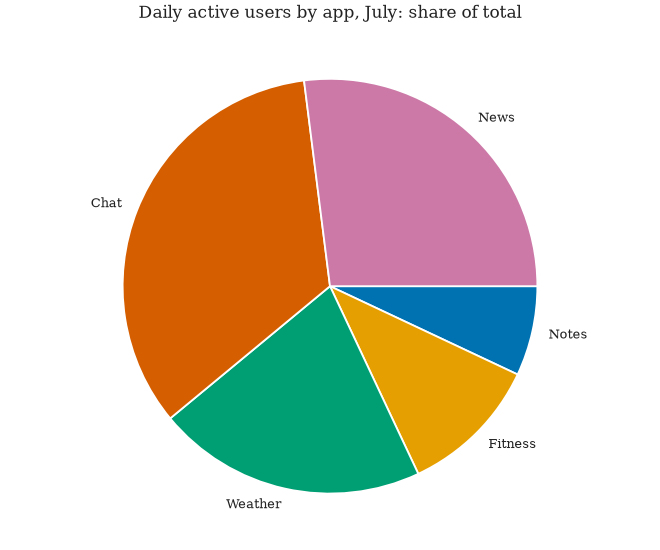 Daily active users by app, July: share of total
News
Chat
Notes
Fitness
Weather